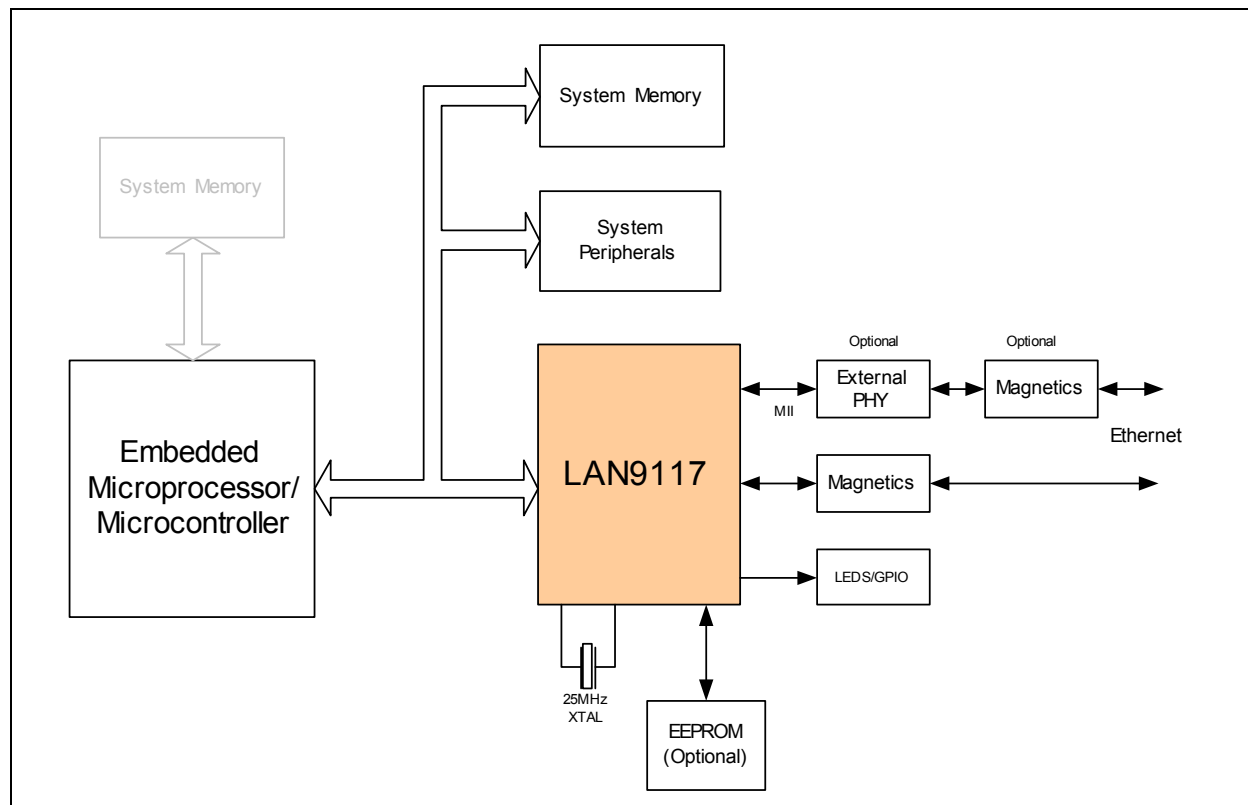 System Memory
System Memory
System
Peripherals
Embedded
Microprocessor/
Microcontroller
LAN9117
Optional
External
PHY
MII
Optional
Magnetics
Ethernet
Magnetics
LEDS/GPIO
25MHz
XTAL
EEPROM
(Optional)